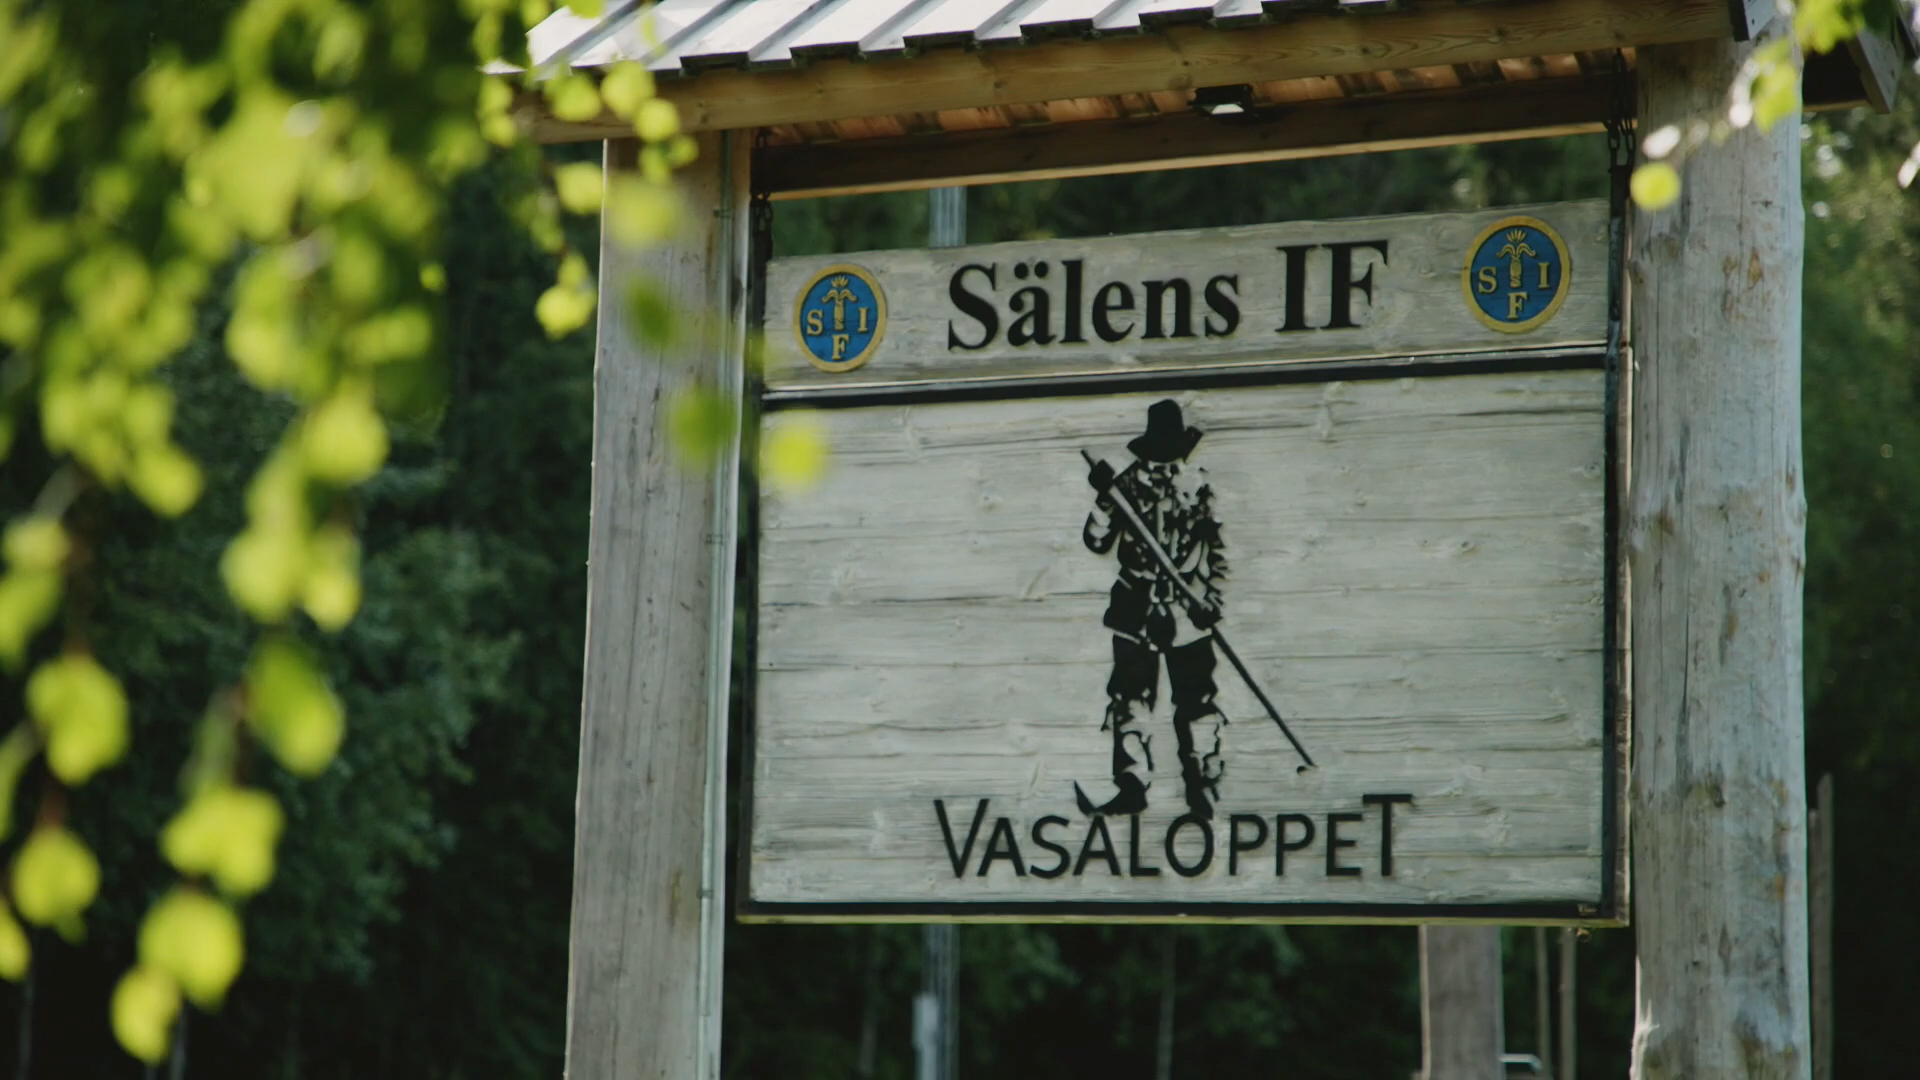 S I F Sälens IF S I F
VASALOPPET